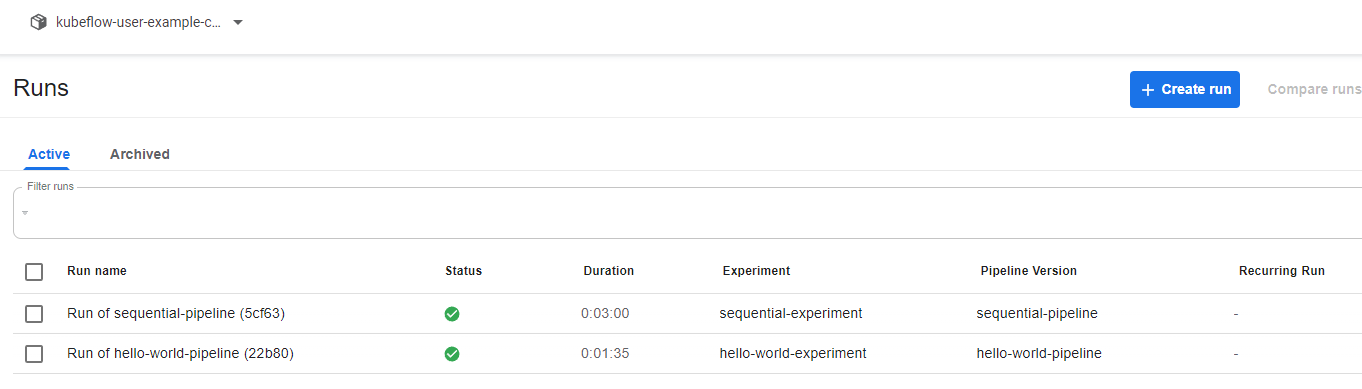 kubeflow-user-example-c...
Runs
Create run
Compare runs
Active
Archived
Filter runs
Run name Status Duration Experiment Pipeline Version Recurring Run
Run of sequential-pipeline (5cf63) 0:03:00 sequential-experiment sequential-pipeline -
Run of hello-world-pipeline (22b80) 0:01:35 hello-world-experiment hello-world-pipeline -